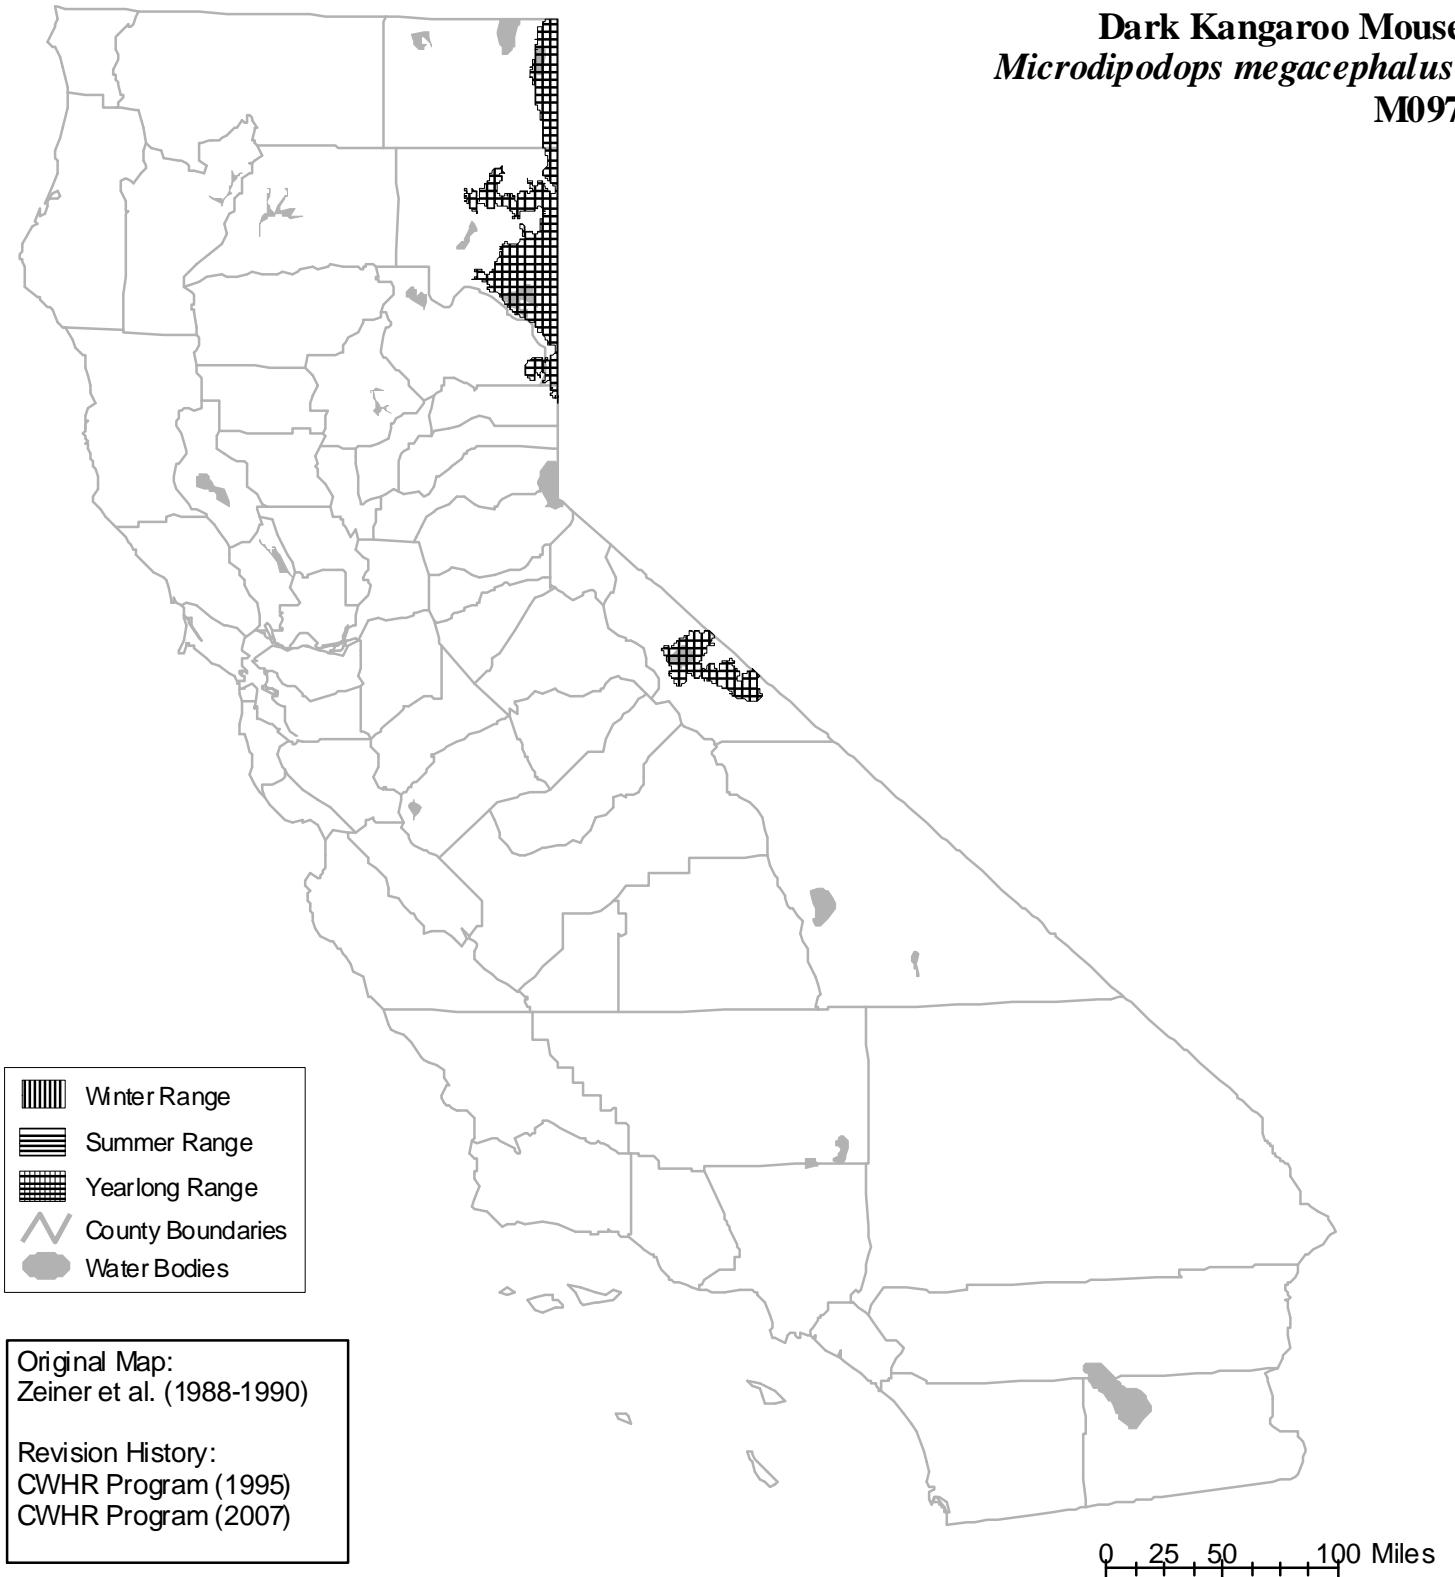 Dark Kangaroo Mouse
Microdipodops megacephalus
M097
Winter Range
Summer Range
Yearlong Range
County Boundaries
Water Bodies
Original Map:
Zeiner et al. (1988-1990)
Revision History:
CWHR Program (1995)
CWHR Program (2007)
0 25 50 100 Miles